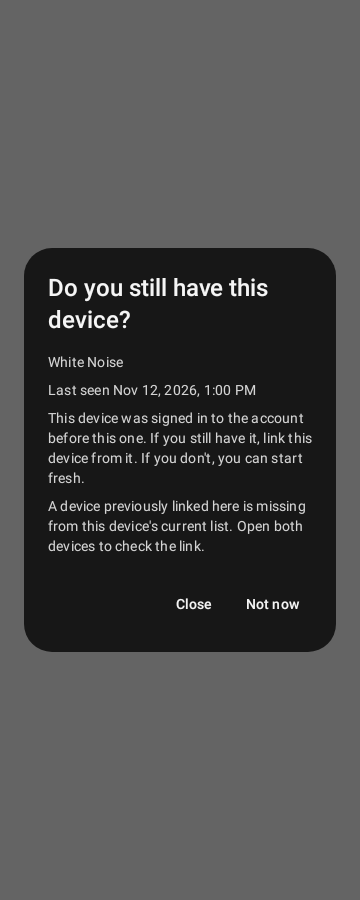 Do you still have this
device?
White Noise
Last seen Nov 12, 2026, 1:00 PM
This device was signed in to the account
before this one. If you still have it, link this
device from it. If you don't, you can start
fresh.
A device previously linked here is missing
from this device's current list. Open both
devices to check the link.
Close
Not now